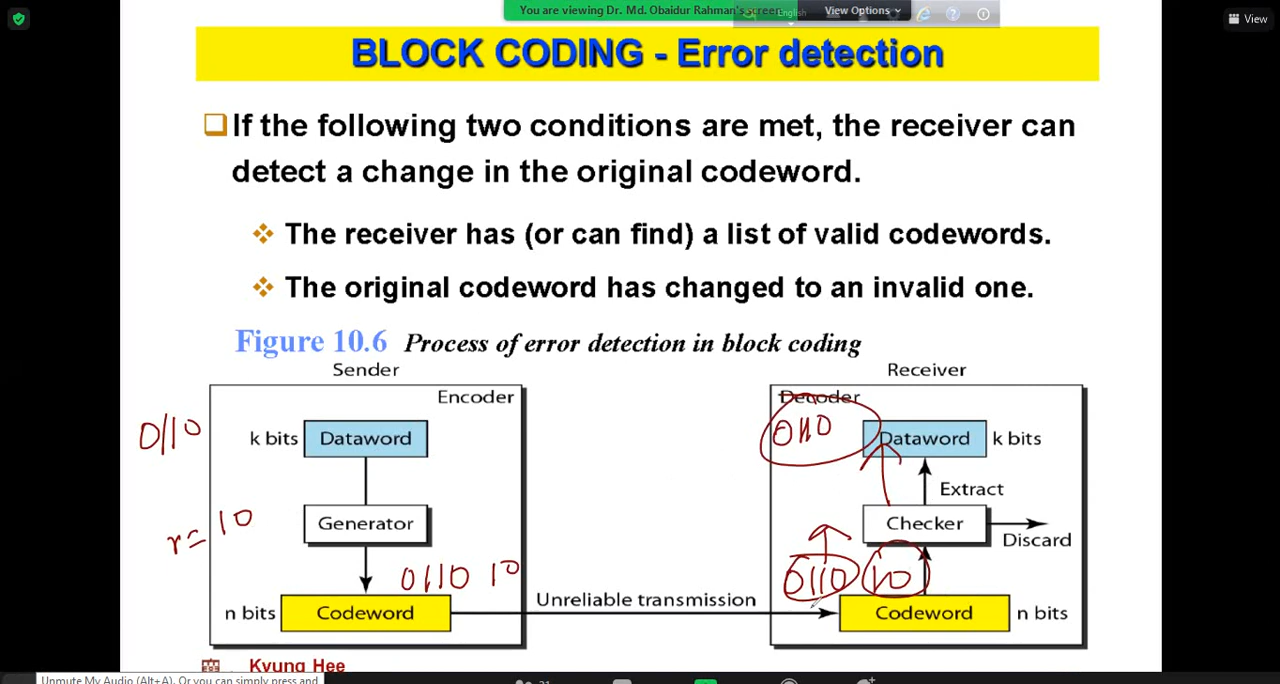 You are viewing Dr. Md. Obaidur Rahman's screen
English
View Options
View
BLOCK CODING - Error detection
If the following two conditions are met, the receiver can
detect a change in the original codeword.
The receiver has (or can find) a list of valid codewords.
The original codeword has changed to an invalid one.
Figure 10.6 Process of error detection in block coding
Sender
Receiver
Encoder
Decoder
0110
k bits
Dataword
0110
Dataword
k bits
Extract
r = 10
Generator
Checker
Discard
0110 10
0110
10
Unreliable transmission
n bits
Codeword
Codeword
n bits
Kyung Hee
Unmute My Audio (Alt+A). Or you can simply press and